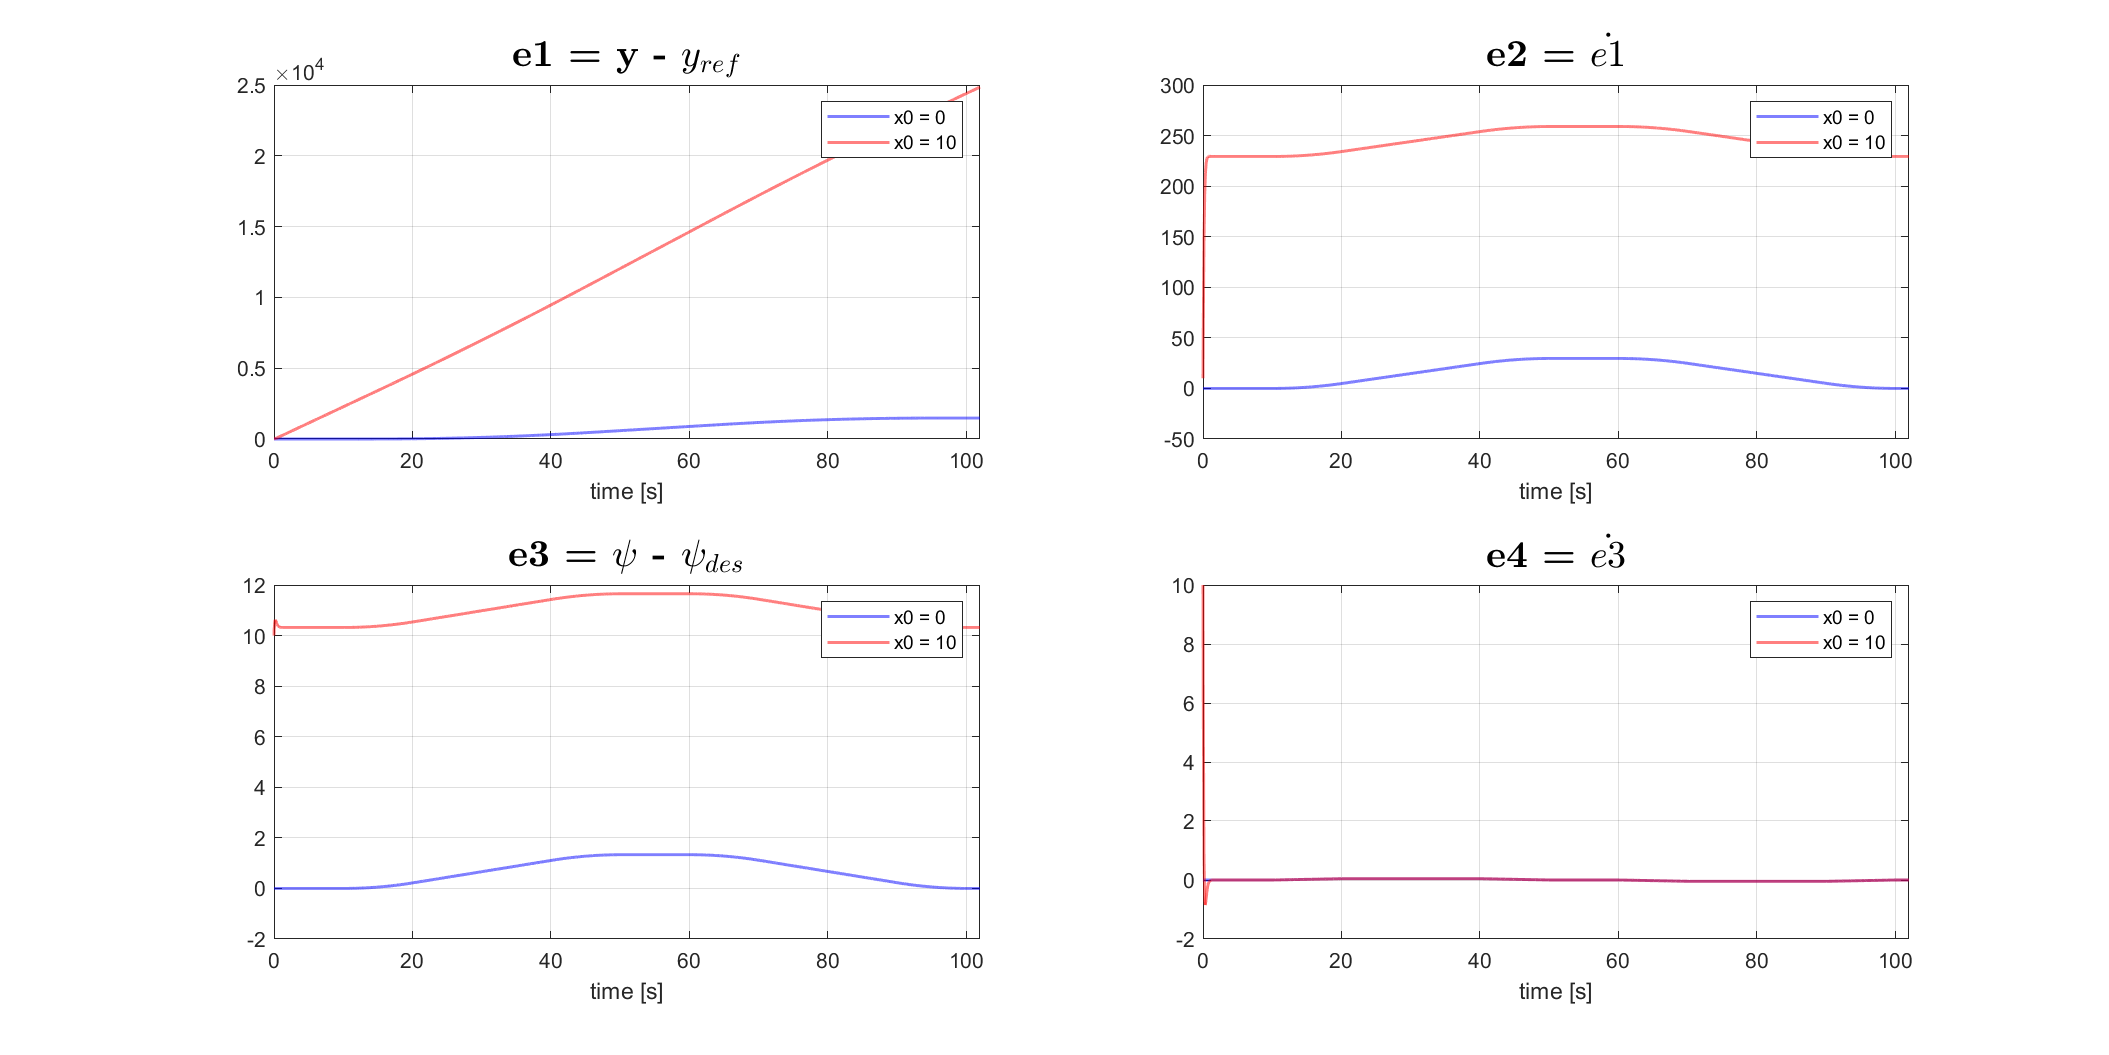 e1 = y - y_ref
×10⁴
2.5
2
1.5
1
0.5
0
0 20 40 60 80 100
time [s]
x0 = 0
x0 = 10
e2 = ė1
300
250
200
150
100
50
0
-50
0 20 40 60 80 100
time [s]
x0 = 0
x0 = 10
e3 = ψ - ψ_des
12
10
8
6
4
2
0
-2
0 20 40 60 80 100
time [s]
x0 = 0
x0 = 10
e4 = ė3
10
8
6
4
2
0
-2
0 20 40 60 80 100
time [s]
x0 = 0
x0 = 10